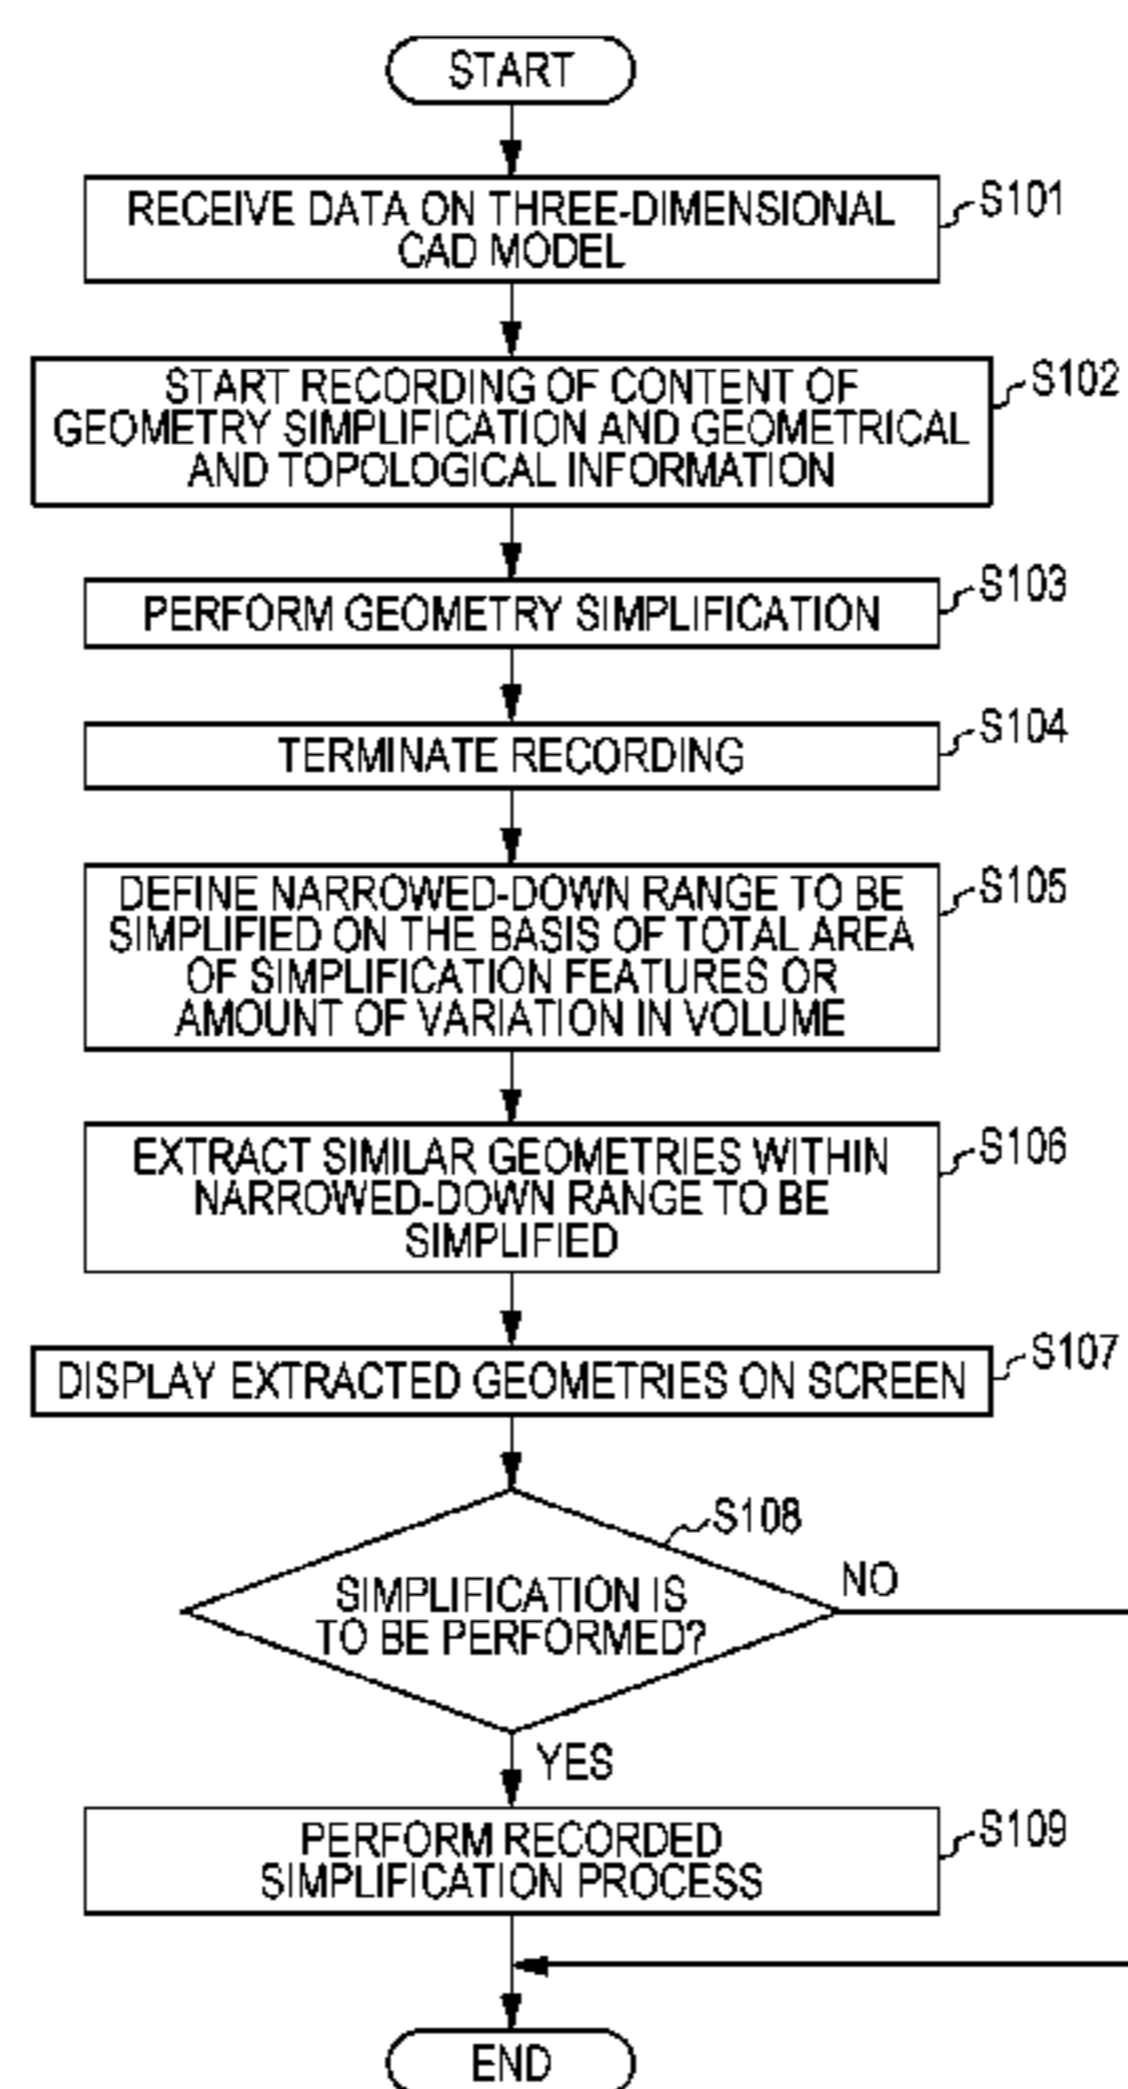 START
RECEIVE DATA ON THREE-DIMENSIONAL
CAD MODEL
S101
START RECORDING OF CONTENT OF
GEOMETRY SIMPLIFICATION AND GEOMETRICAL
AND TOPOLOGICAL INFORMATION
S102
PERFORM GEOMETRY SIMPLIFICATION
S103
TERMINATE RECORDING
S104
DEFINE NARROWED-DOWN RANGE TO BE
SIMPLIFIED ON THE BASIS OF TOTAL AREA
OF SIMPLIFICATION FEATURES OR
AMOUNT OF VARIATION IN VOLUME
S105
EXTRACT SIMILAR GEOMETRIES WITHIN
NARROWED-DOWN RANGE TO BE
SIMPLIFIED
S106
DISPLAY EXTRACTED GEOMETRIES ON SCREEN
S107
SIMPLIFICATION IS
TO BE PERFORMED?
S108
NO
YES
PERFORM RECORDED
SIMPLIFICATION PROCESS
S109
END